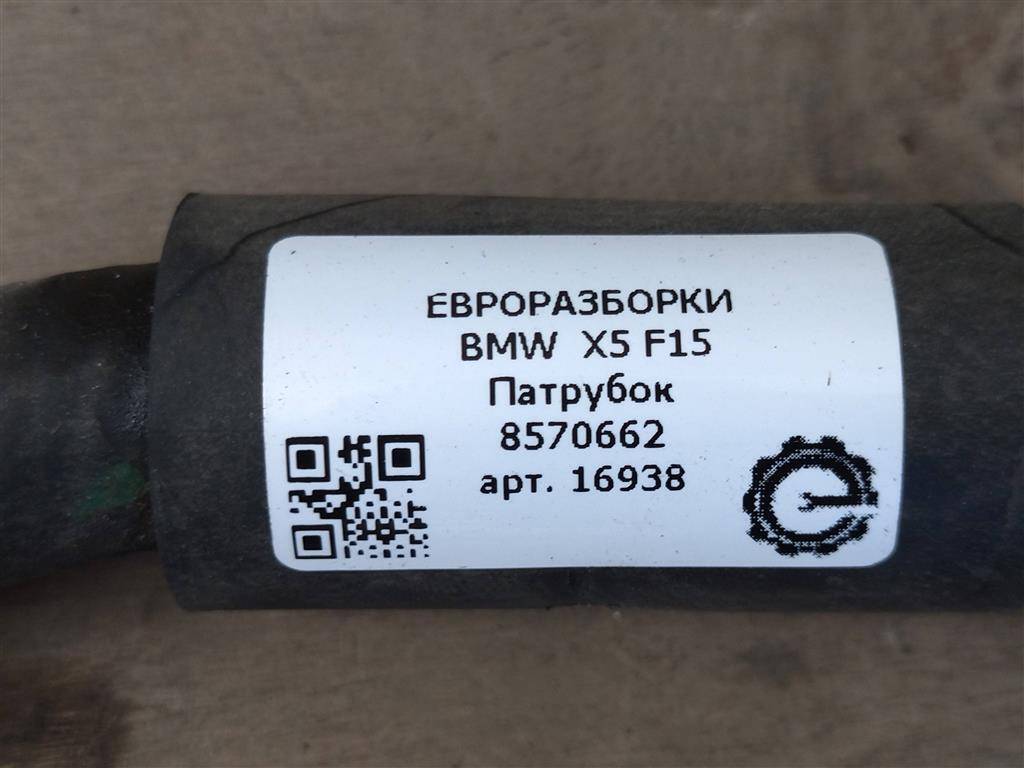 ЕВРОРАЗБОРКИ
BMW X5 F15
Патрубок
8570662
арт. 16938